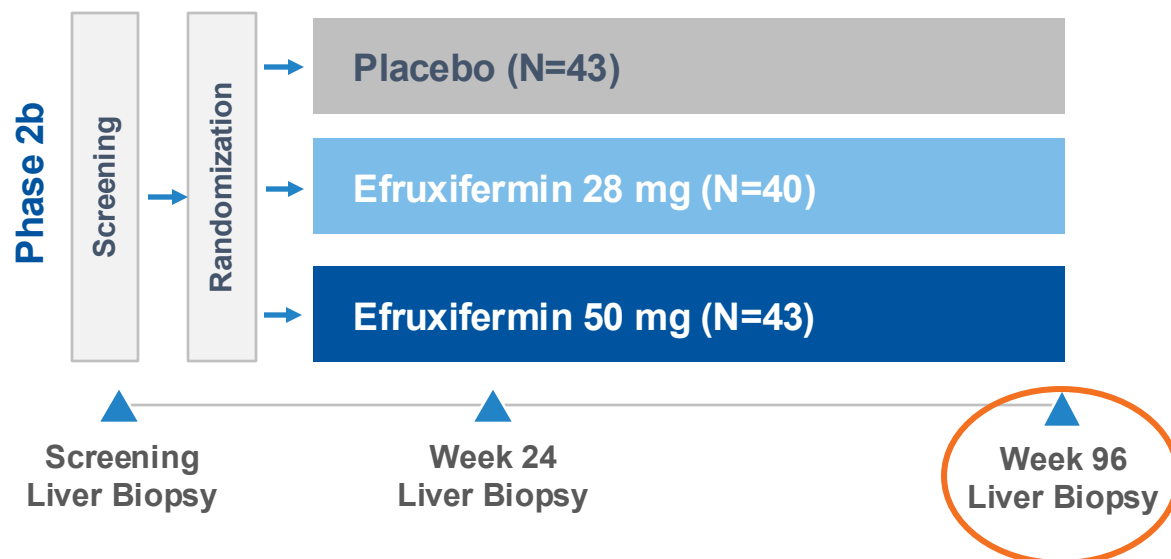 Phase 2b
Screening
Randomization
Placebo (N=43)
Efruxifermin 28 mg (N=40)
Efruxifermin 50 mg (N=43)
Screening
Liver Biopsy
Week 24
Liver Biopsy
Week 96
Liver Biopsy